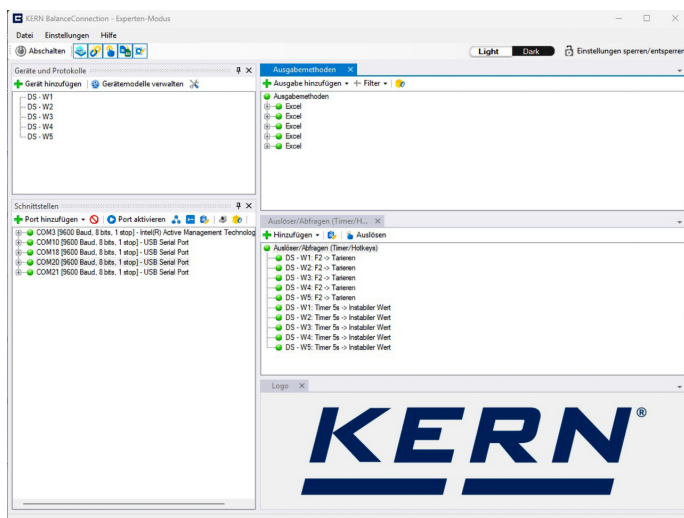 KERN BalanceConnection - Experten-Modus
Datei Einstellungen Hilfe
Abschalten
Light Dark Einstellungen sperren/entsperren
Geräte und Protokolle
Gerät hinzufügen Gerätemodelle verwalten
DS - W1
DS - W2
DS - W3
DS - W4
DS - W5
Schnittstellen
Port hinzufügen Port aktivieren
COM3 [9600 Baud, 8 bits, 1 stop] - Intel(R) Active Management Technolog
COM10 [9600 Baud, 8 bits, 1 stop] - USB Serial Port
COM18 [9600 Baud, 8 bits, 1 stop] - USB Serial Port
COM20 [9600 Baud, 8 bits, 1 stop] - USB Serial Port
COM21 [9600 Baud, 8 bits, 1 stop] - USB Serial Port
Ausgabemethoden
Ausgabe hinzufügen Filter
Ausgabemethoden
Excel
Excel
Excel
Excel
Excel
Auslöser/Abfragen (Timer/H...
Hinzufügen Auslösen
Auslöser/Abfragen (Timer/Hotkeys)
DS - W1: F2 -> Tarieren
DS - W2: F2 -> Tarieren
DS - W3: F2 -> Tarieren
DS - W4: F2 -> Tarieren
DS - W5: F2 -> Tarieren
DS - W1: Timer 5s -> Instabiler Wert
DS - W2: Timer 5s -> Instabiler Wert
DS - W3: Timer 5s -> Instabiler Wert
DS - W4: Timer 5s -> Instabiler Wert
DS - W5: Timer 5s -> Instabiler Wert
Logo
KERN®